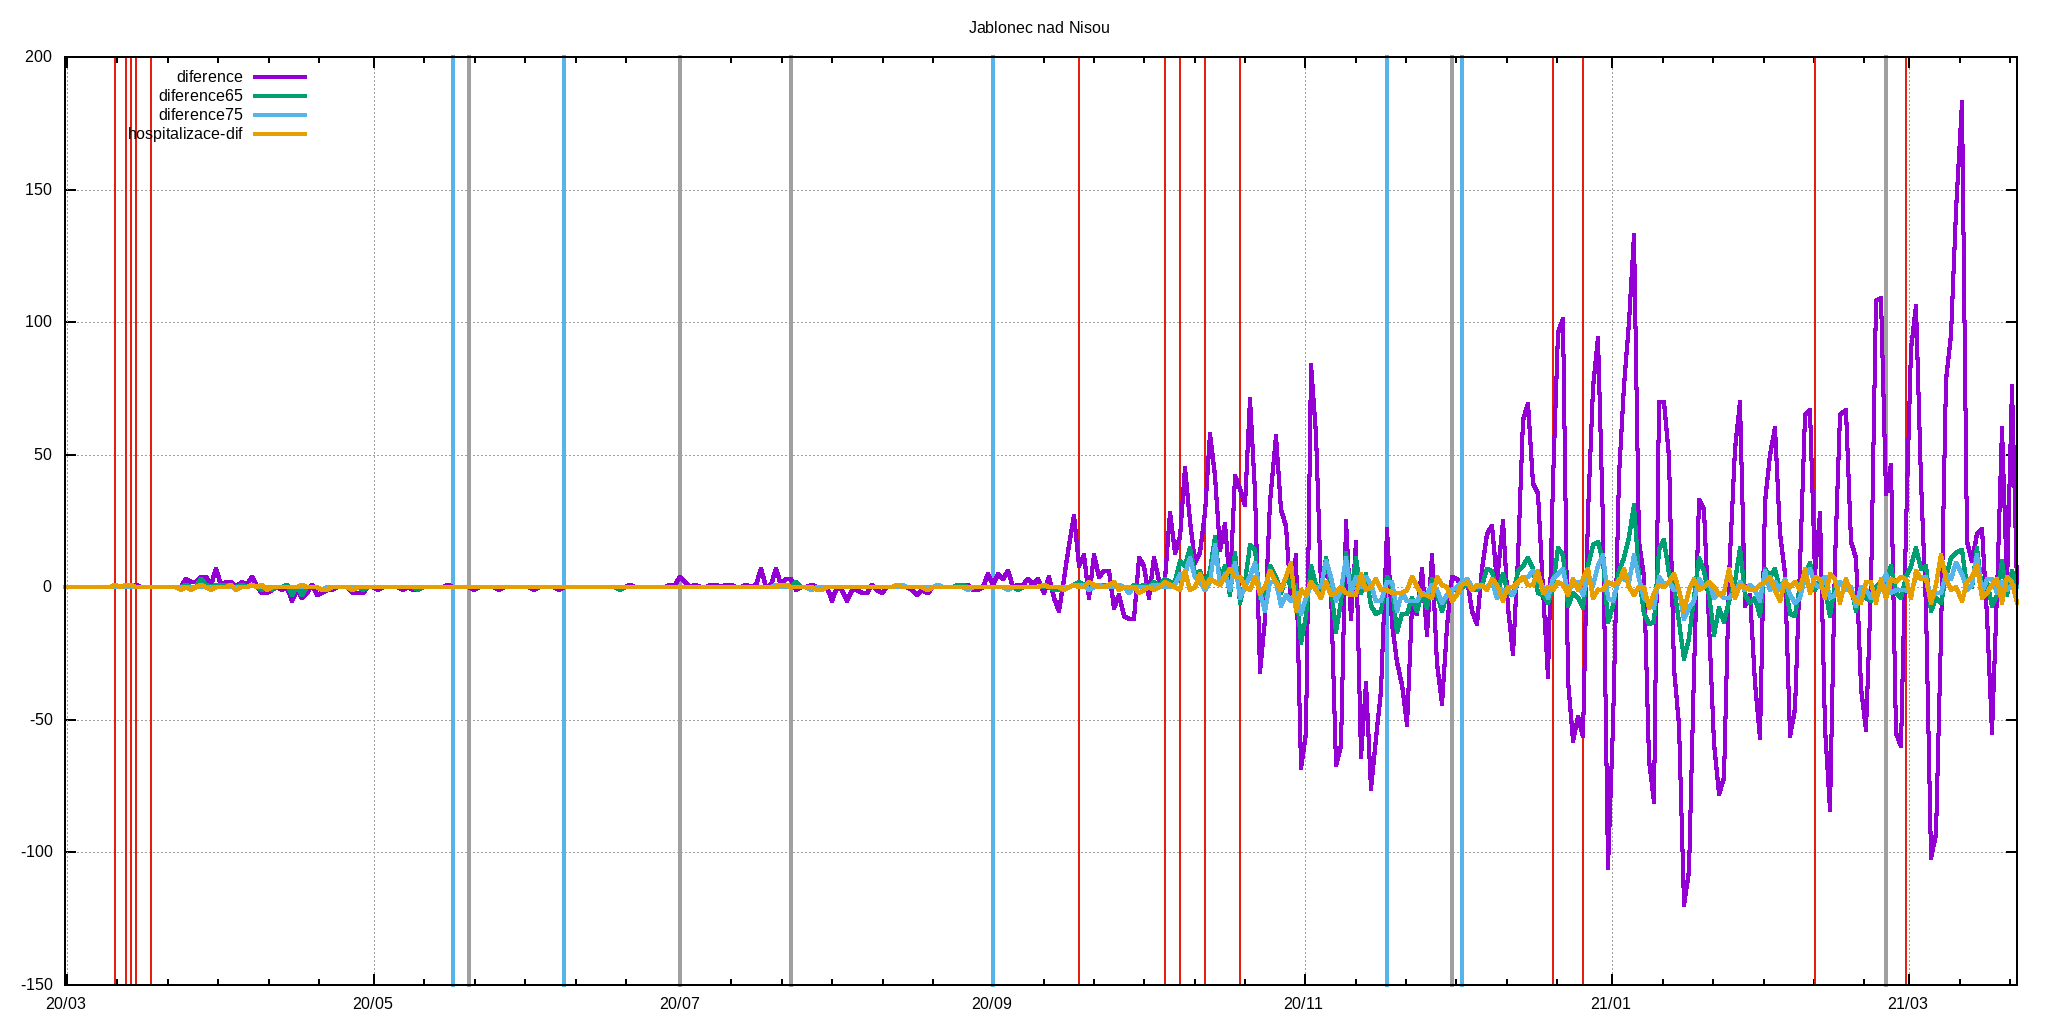 Jablonec nad Nisou
diference
diference65
diference75
hospitalizace-dif
200
150
100
50
0
-50
-100
-150
20/03 20/05 20/07 20/09 20/11 21/01 21/03